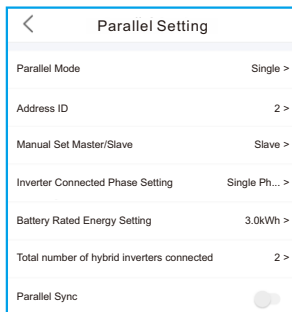 Parallel Setting
Parallel Mode Single >
Address ID 2 >
Manual Set Master/Slave Slave >
Inverter Connected Phase Setting Single Ph... >
Battery Rated Energy Setting 3.0kWh >
Total number of hybrid inverters connected 2 >
Parallel Sync